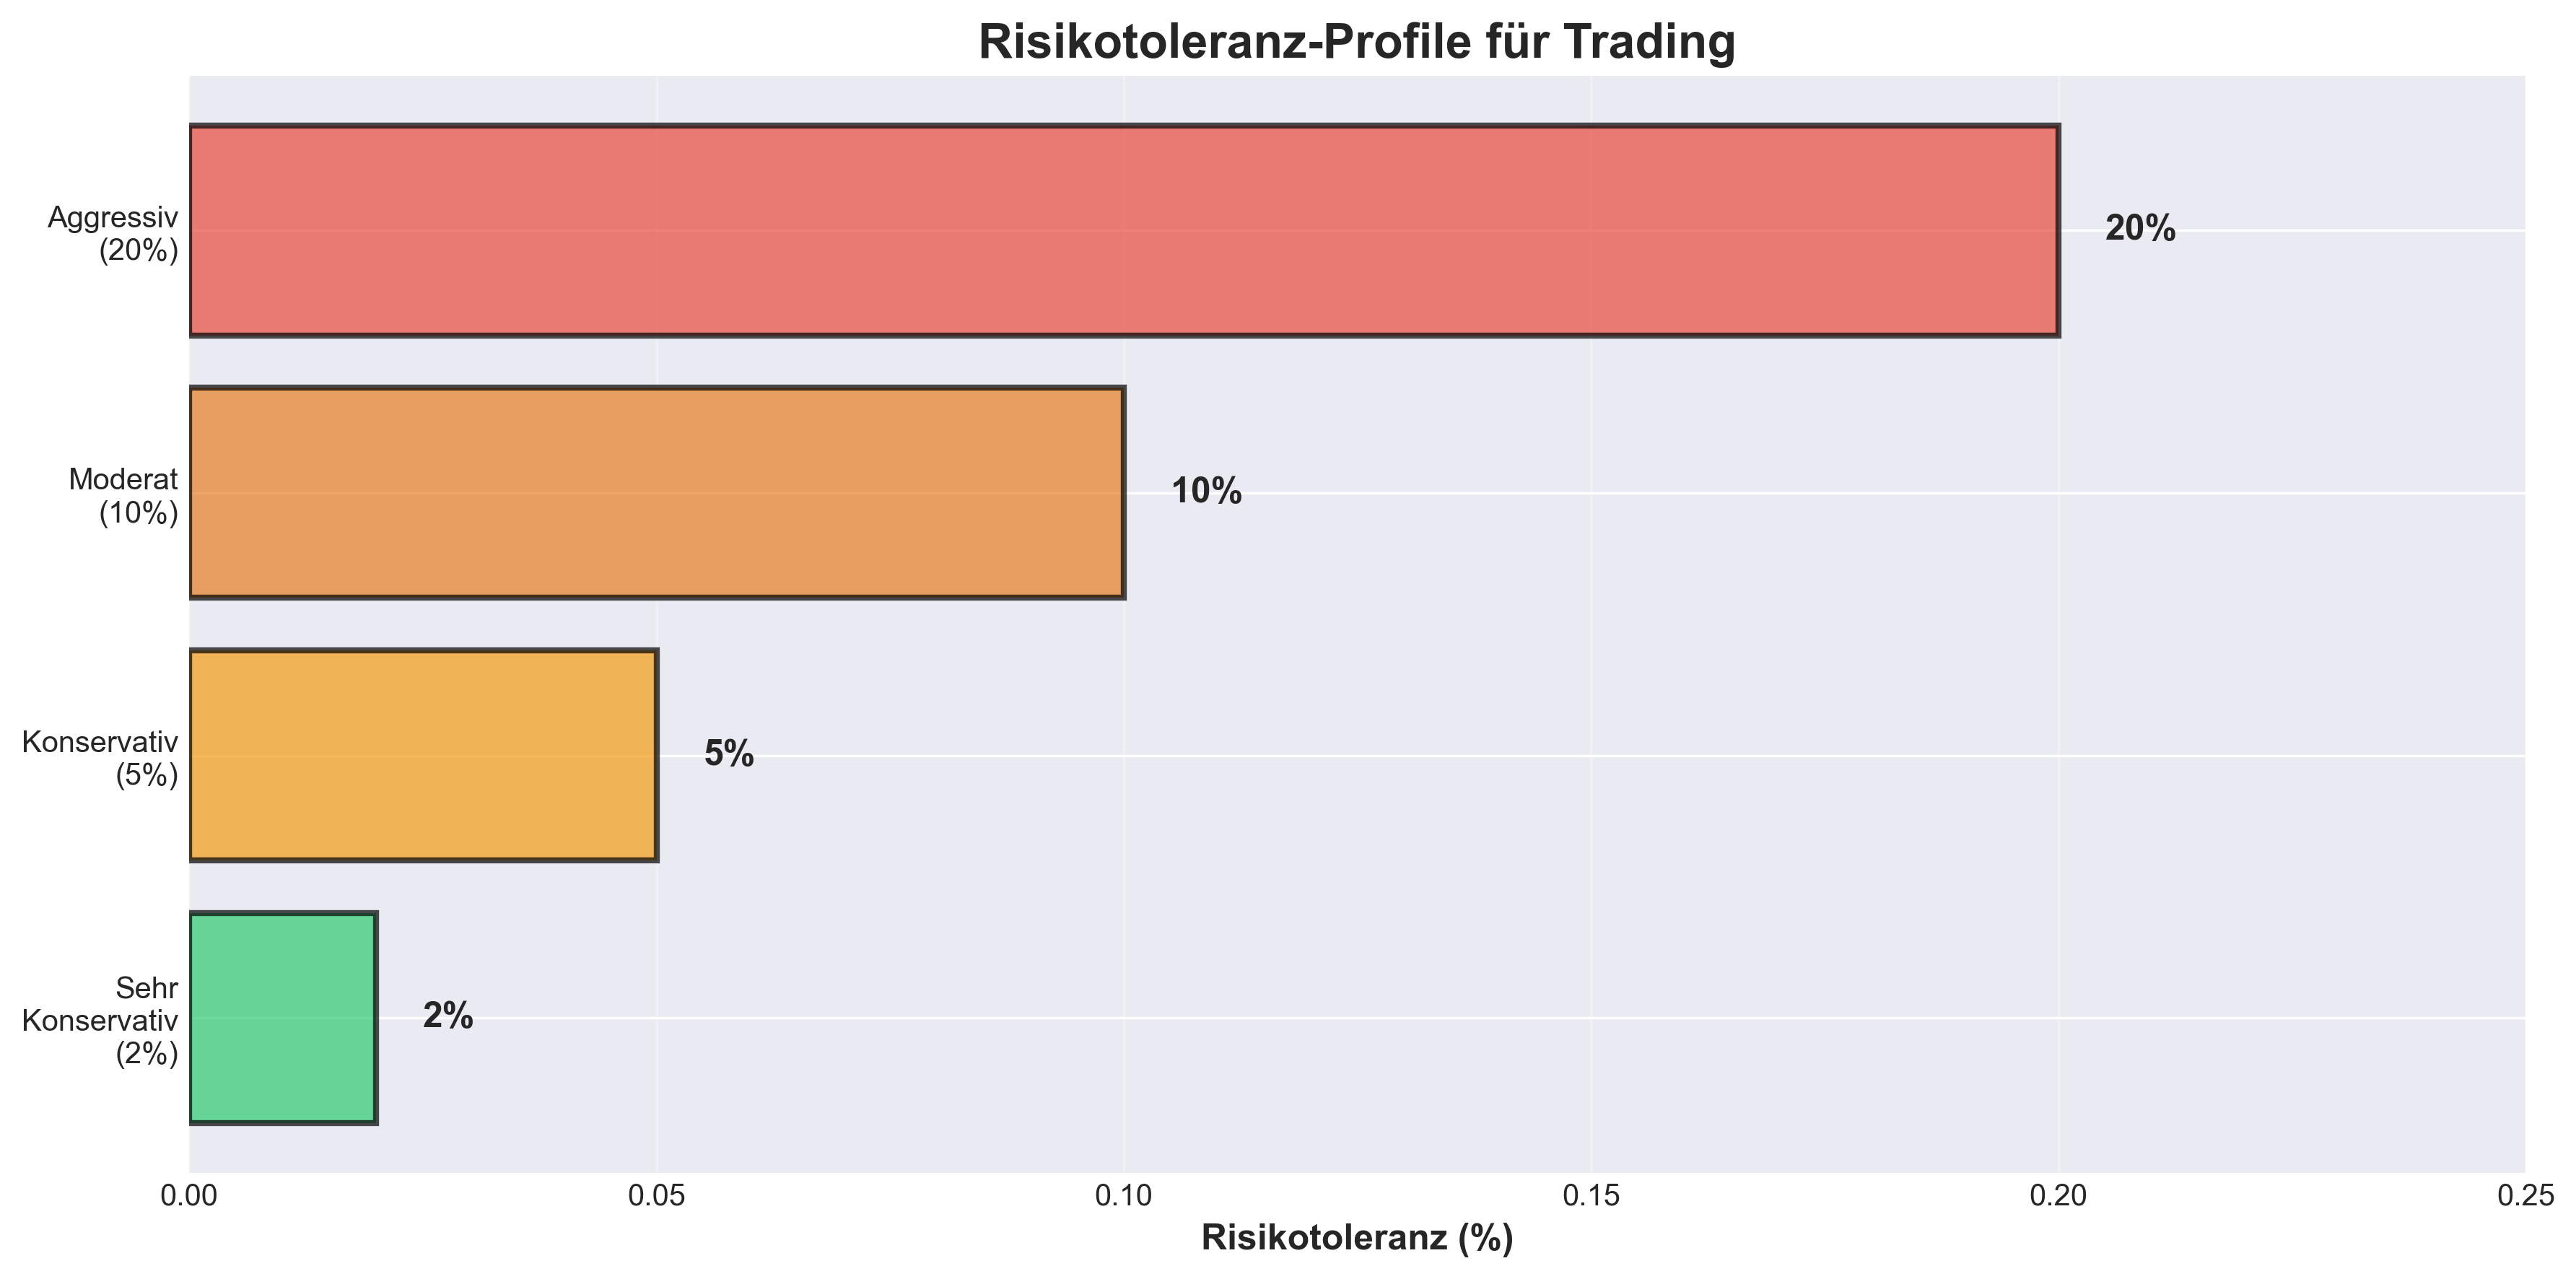 Risikotoleranz-Profile für Trading
Aggressiv
(20%)
20%
Moderat
(10%)
10%
Konservativ
(5%)
5%
Sehr
Konservativ
(2%)
2%
0.00
0.05
0.10
0.15
0.20
0.25
Risikotoleranz (%)